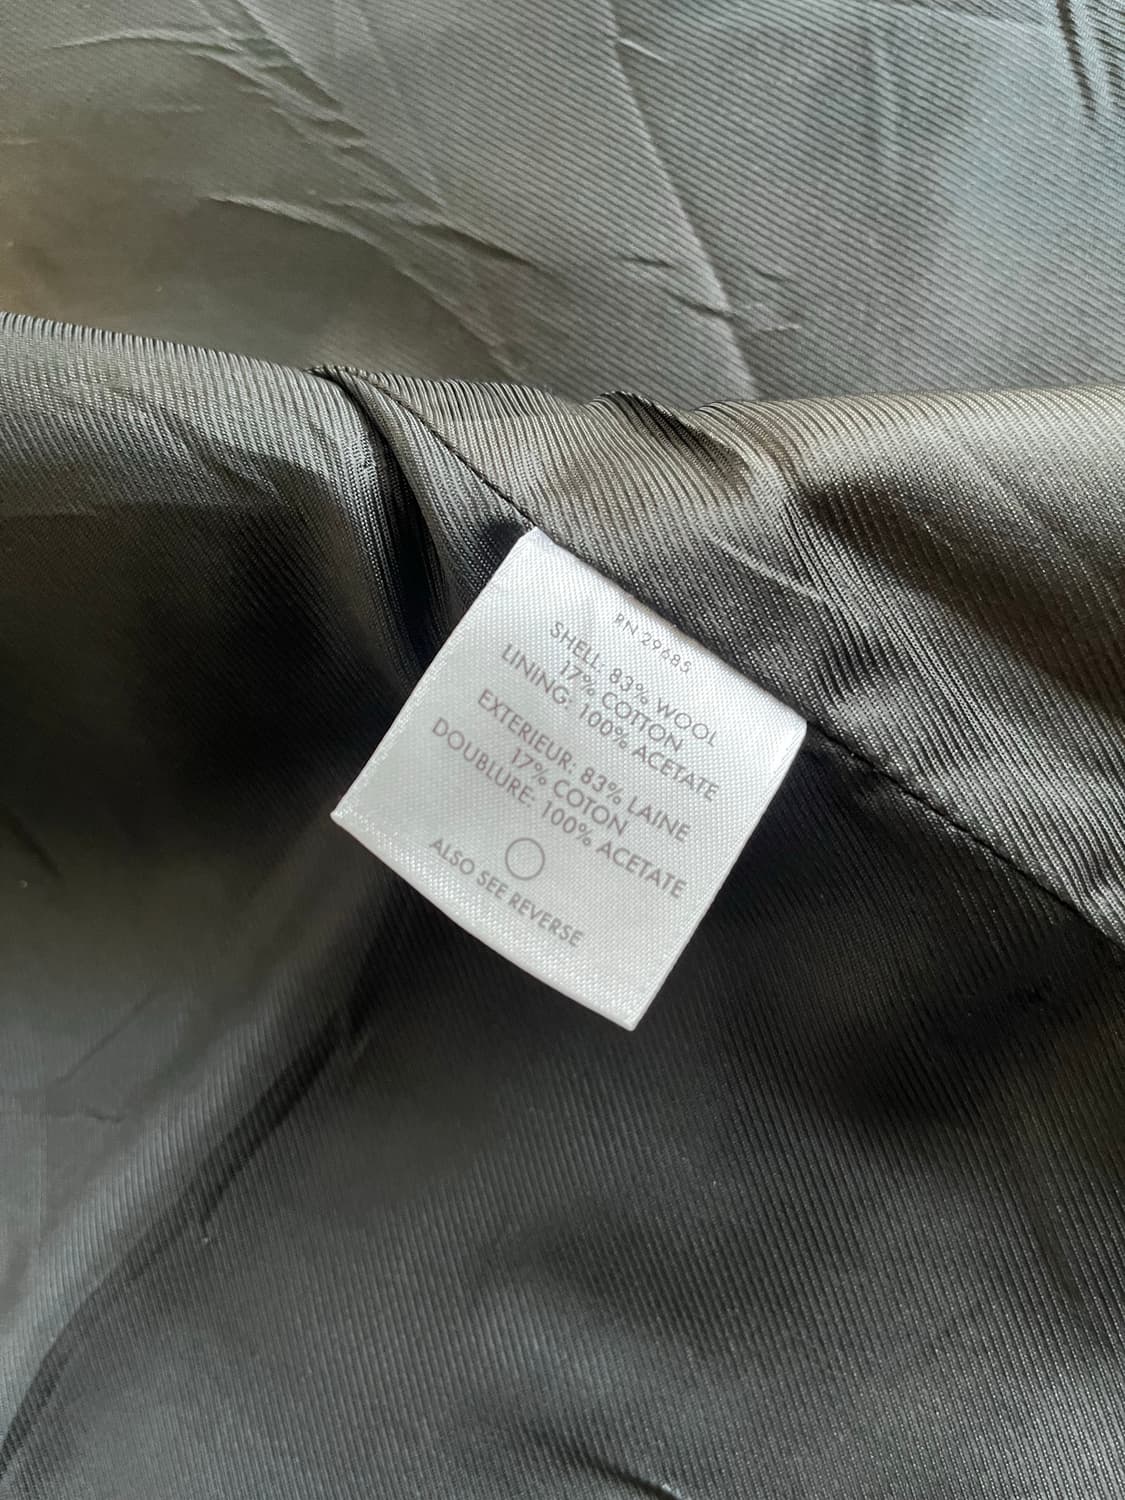 RN 29685
SHELL: 83% WOOL
17% COTTON
LINING: 100% ACETATE
EXTERIEUR: 83% LAINE
17% COTON
DOUBLURE: 100% ACETATE
ALSO SEE REVERSE